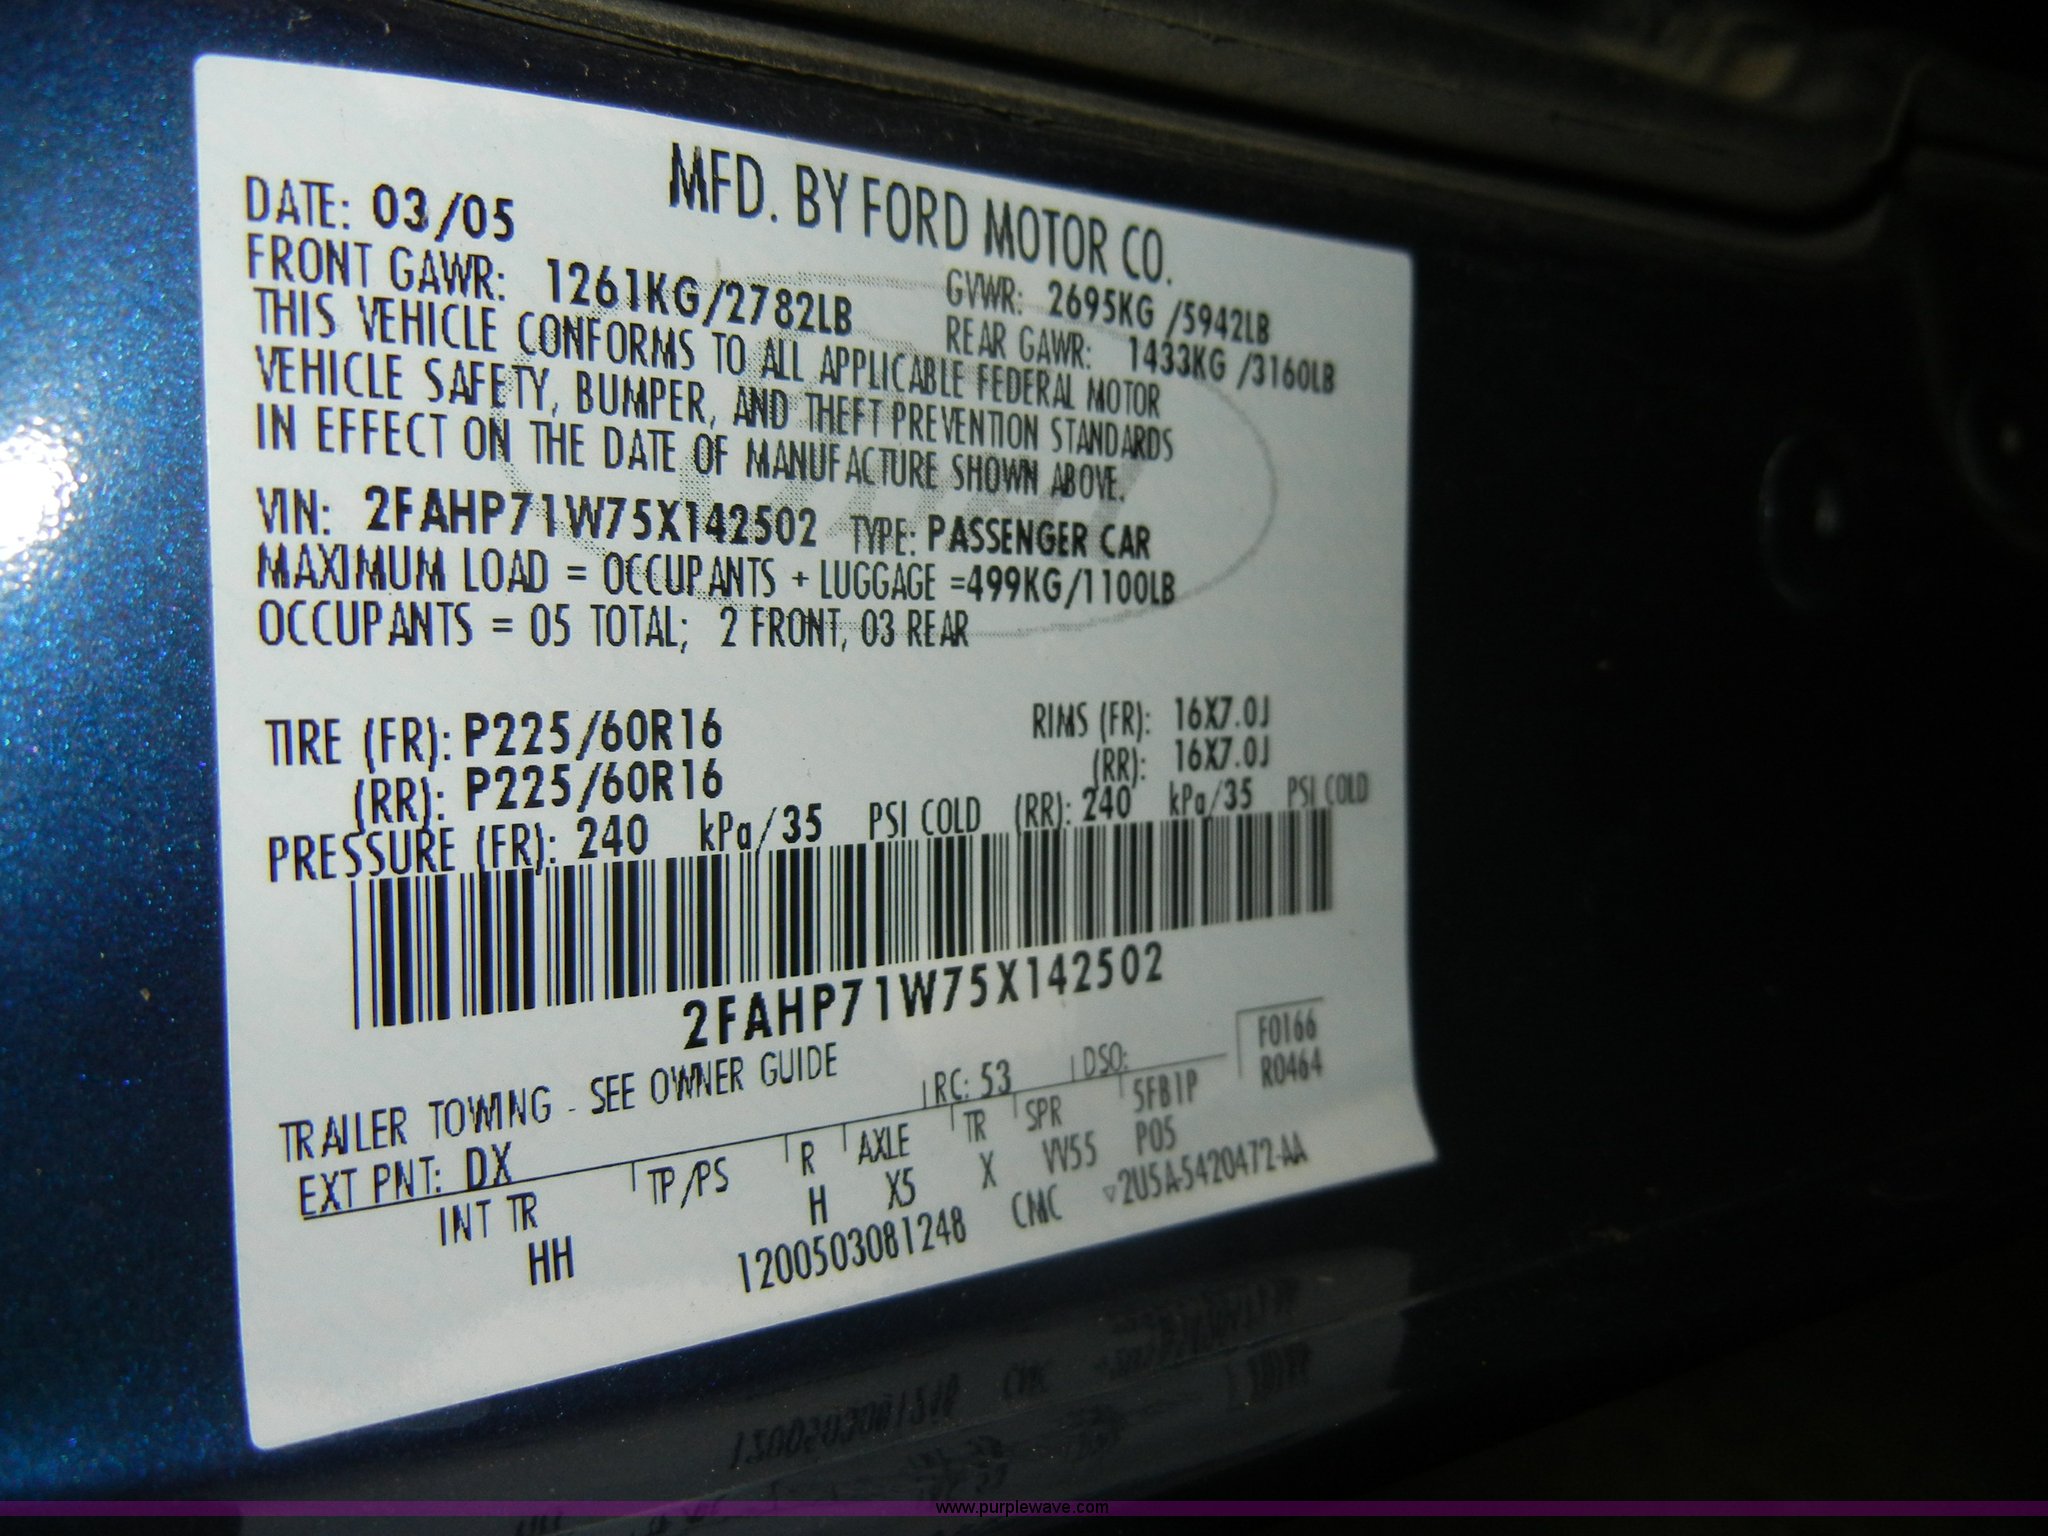 MFD. BY FORD MOTOR CO.
DATE: 03/05
GVWR: 2695KG /5942LB
FRONT GAWR: 1261KG/2782LB
REAR GAWR: 1433KG /3160LB
THIS VEHICLE CONFORMS TO ALL APPLICABLE FEDERAL MOTOR
VEHICLE SAFETY, BUMPER, AND THEFT PREVENTION STANDARDS
IN EFFECT ON THE DATE OF MANUFACTURE SHOWN ABOVE.
VIN: 2FAHP71W75X142502 TYPE: PASSENGER CAR
MAXIMUM LOAD = OCCUPANTS + LUGGAGE =499KG/1100LB
OCCUPANTS = 05 TOTAL; 2 FRONT, 03 REAR
TIRE (FR): P225/60R16 RIMS (FR): 16X7.0J
(RR): P225/60R16 (RR): 16X7.0J
PRESSURE (FR): 240 kPa/35 PSI COLD (RR): 240 kPa/35 PSI COLD
2FAHP71W75X142502
TRAILER TOWING - SEE OWNER GUIDE
F0166
R0464
EXT PNT: DX RC: 53 DSO:
INT TR TP/PS R AXLE TR SPR 5FB1P
HH H X5 X VV55 P05
1200503081248 CMC ▽2U5A-5420472-AA
www.purplewave.com